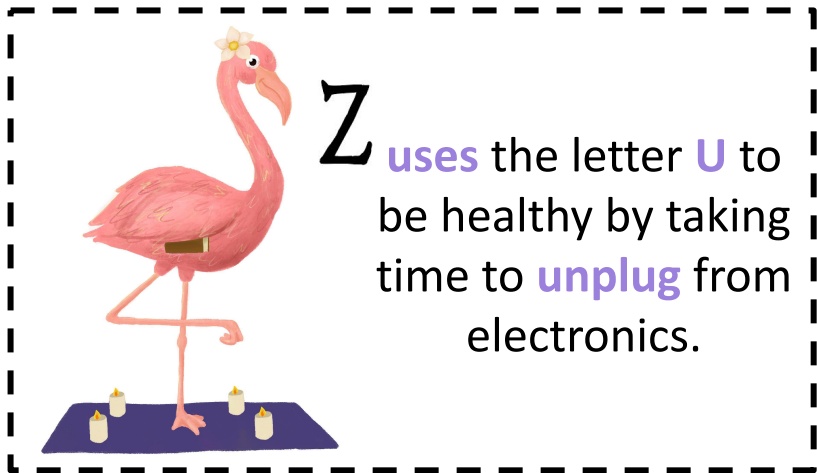 Z uses the letter U to
be healthy by taking
time to unplug from
electronics.